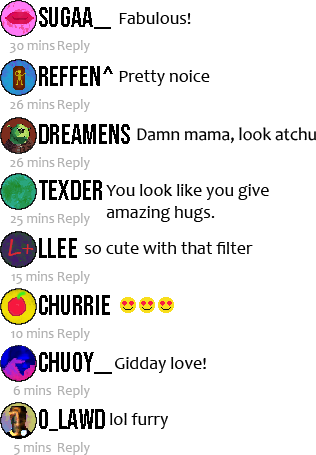 SUGAA__ Fabulous!
30 mins Reply
REFFEN^ Pretty noice
26 mins Reply
DREAMENS Damn mama, look atchu
26 mins Reply
TEXDER You look like you give
amazing hugs.
25 mins Reply
L+ LLEE so cute with that filter
15 mins Reply
CHURRIE 😍😍😍
10 mins Reply
CHUOY__ Gidday love!
6 mins Reply
O_LAWD lol furry
5 mins Reply